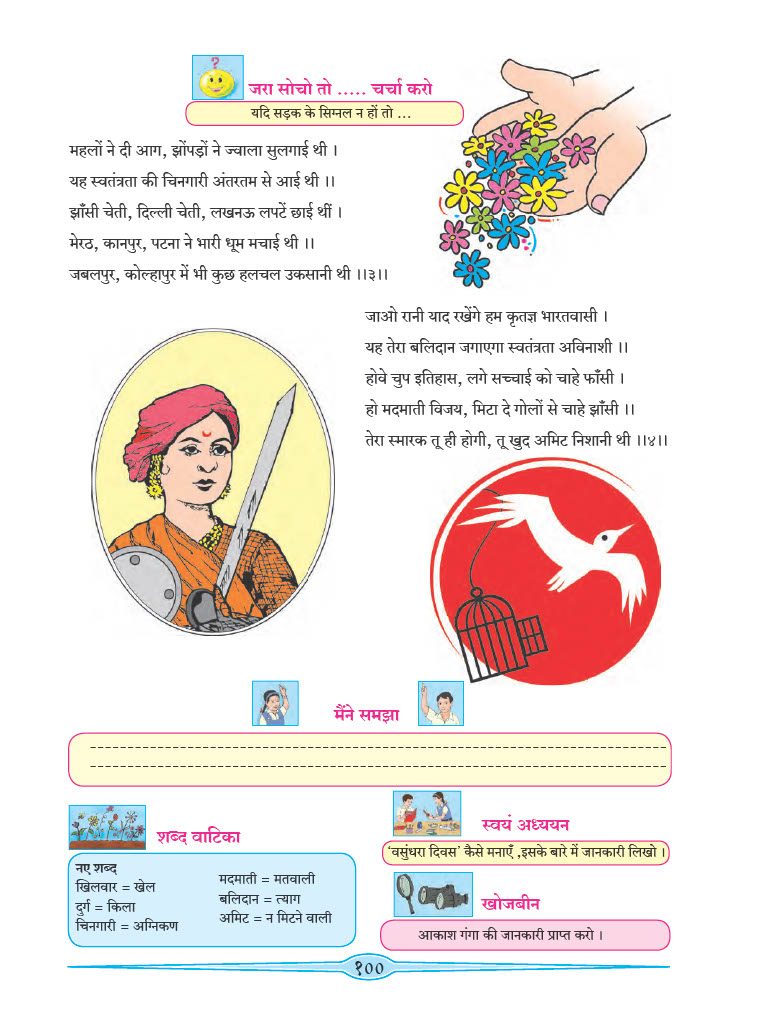 जरा सोचो तो ..... चर्चा करो
यदि सड़क के सिग्नल न हों तो ...
महलों ने दी आग, झोंपड़ों ने ज्वाला सुलगाई थी ।
यह स्वतंत्रता की चिनगारी अंतरतम से आई थी ।।
झाँसी चेती, दिल्ली चेती, लखनऊ लपटें छाई थीं ।
मेरठ, कानपुर, पटना ने भारी धूम मचाई थी ।।
जबलपुर, कोल्हापुर में भी कुछ हलचल उकसानी थी ।।३।।
जाओ रानी याद रखेंगे हम कृतज्ञ भारतवासी ।
यह तेरा बलिदान जगाएगा स्वतंत्रता अविनाशी ।।
होवे चुप इतिहास, लगे सच्चाई को चाहे फाँसी ।
हो मदमाती विजय, मिटा दे गोलों से चाहे झाँसी ।।
तेरा स्मारक तू ही होगी, तू खुद अमिट निशानी थी ।।४।।
मैंने समझा
शब्द वाटिका
नए शब्द
खिलवार = खेल
दुर्ग = किला
चिनगारी = अग्निकण
मदमाती = मतवाली
बलिदान = त्याग
अमिट = न मिटने वाली
स्वयं अध्ययन
‘वसुंधरा दिवस’ कैसे मनाएँ ,इसके बारे में जानकारी लिखो ।
खोजबीन
आकाश गंगा की जानकारी प्राप्त करो ।
१००